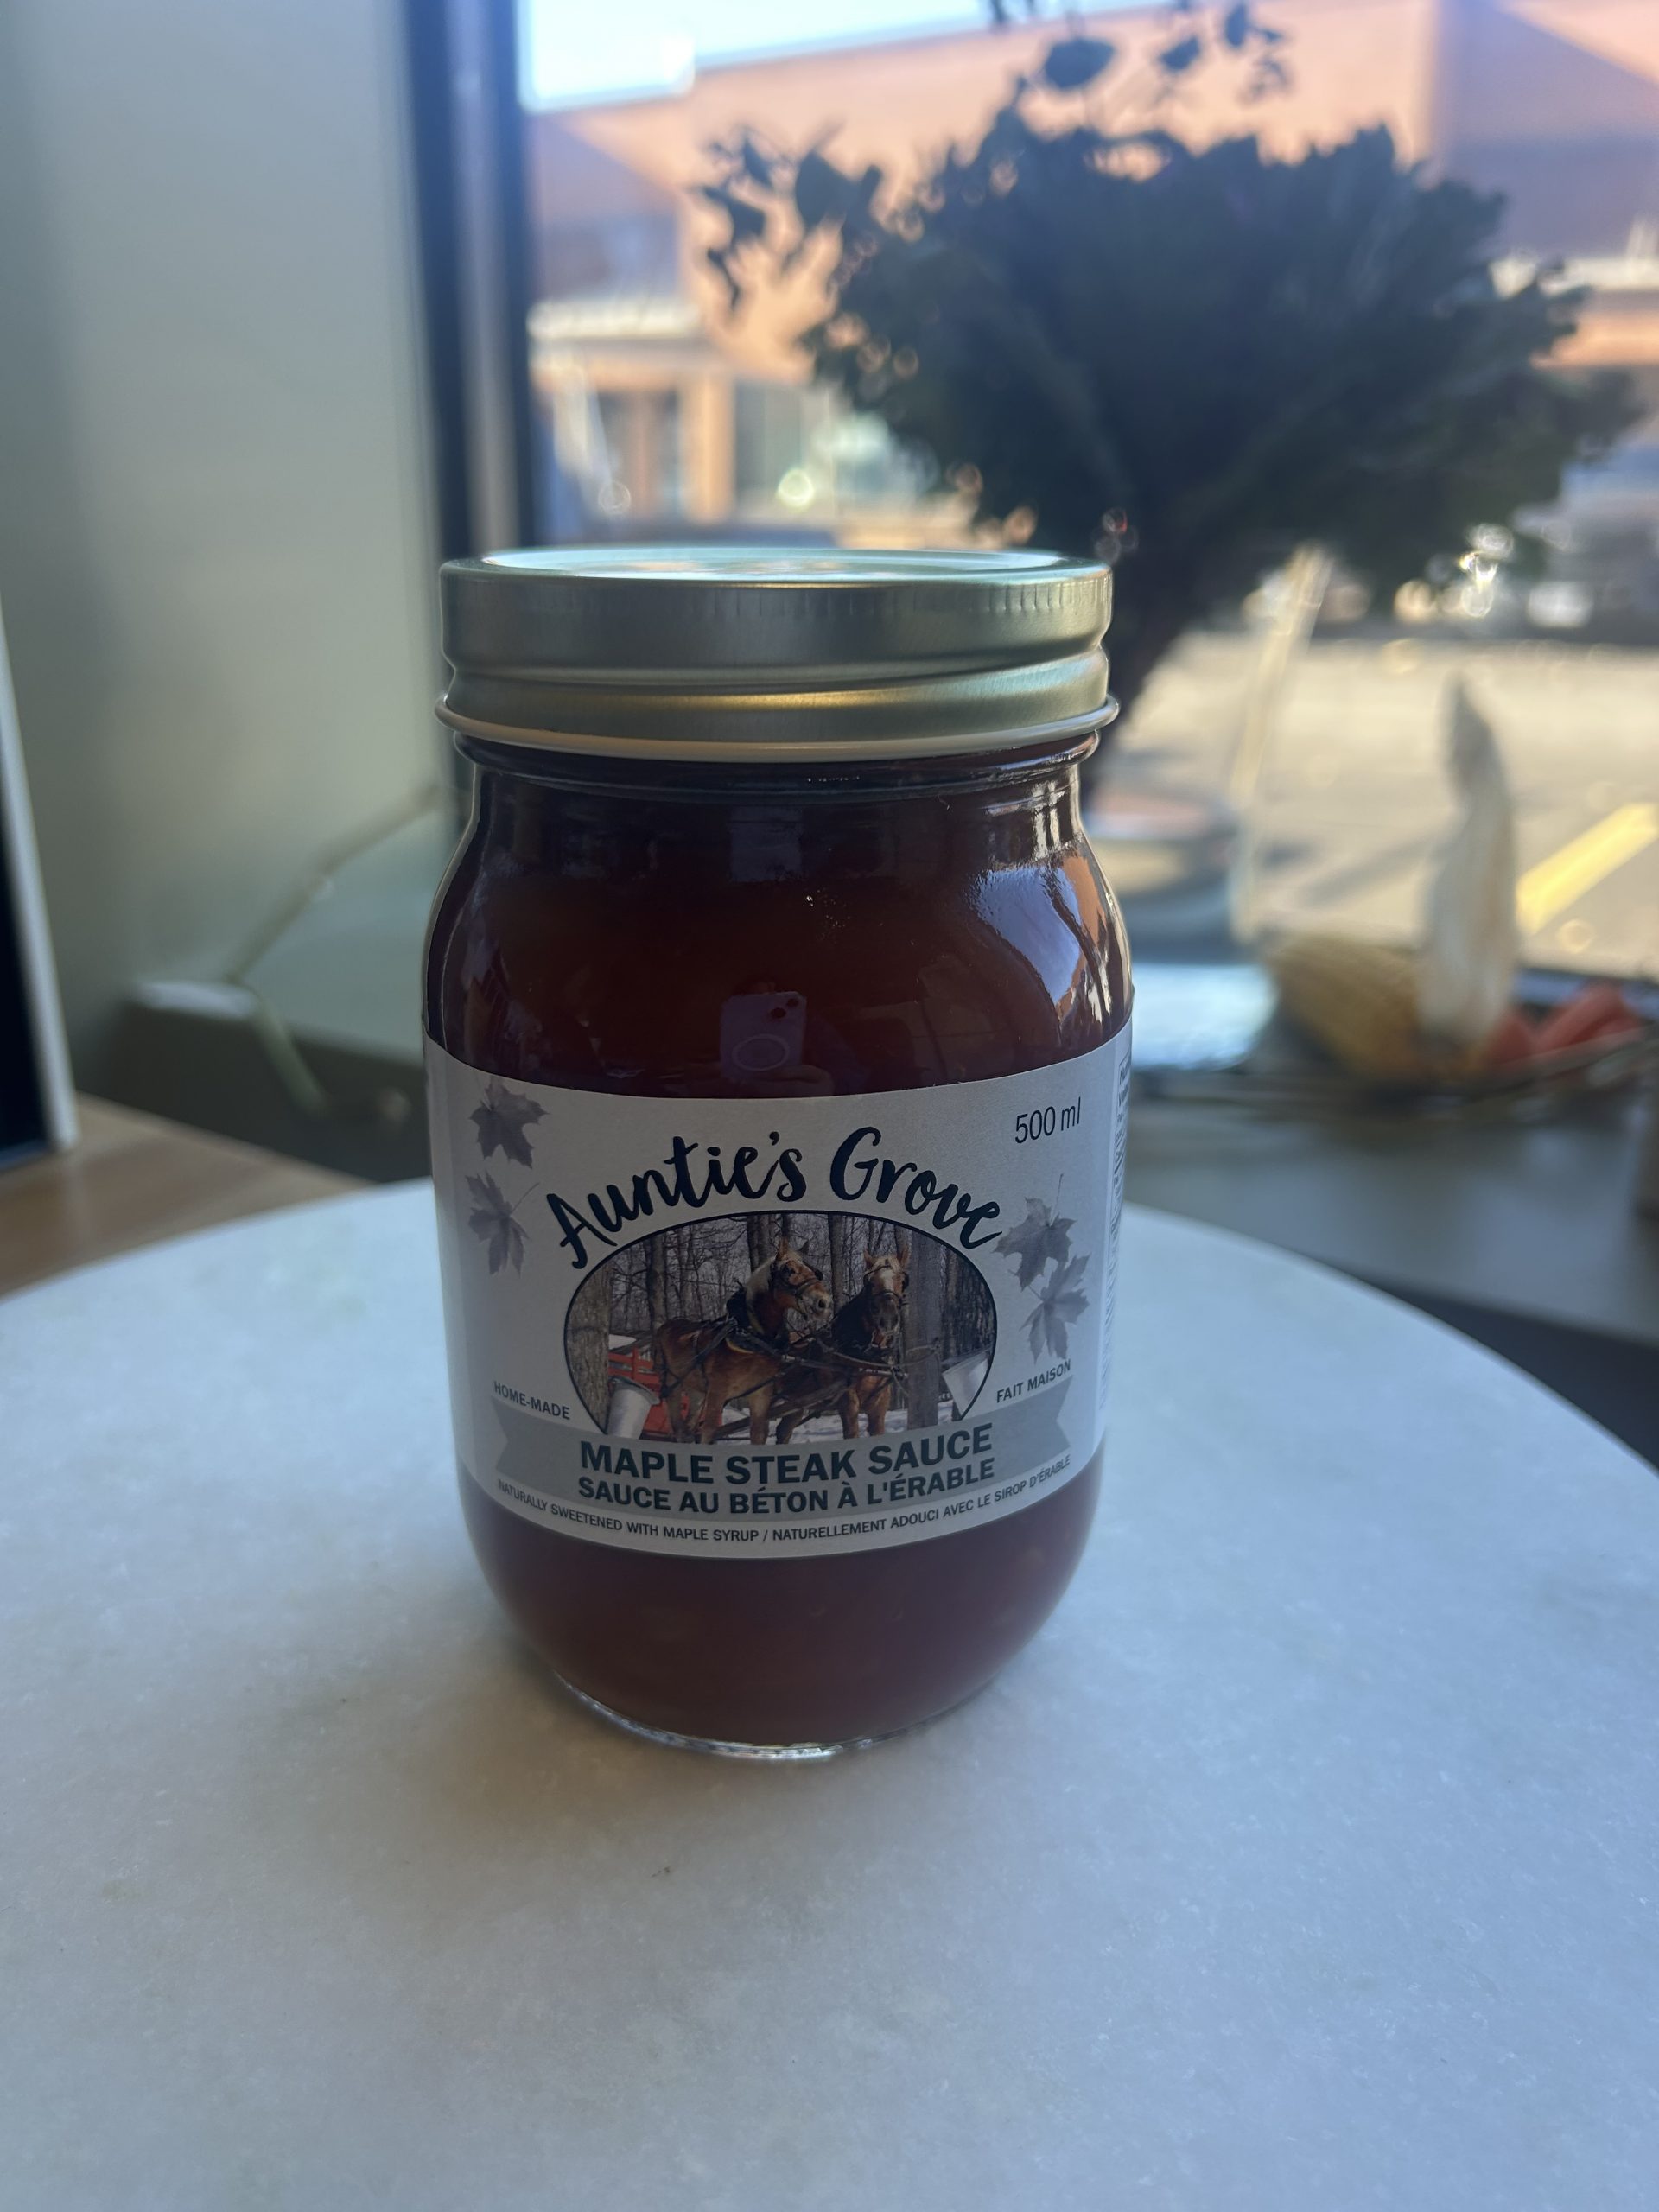 500 ml
Auntie's Grove
HOME-MADE
FAIT MAISON
MAPLE STEAK SAUCE
SAUCE AU BÉTON À L'ÉRABLE
NATURALLY SWEETENED WITH MAPLE SYRUP / NATURELLEMENT ADOUCI AVEC LE SIROP D'ÉRABLE